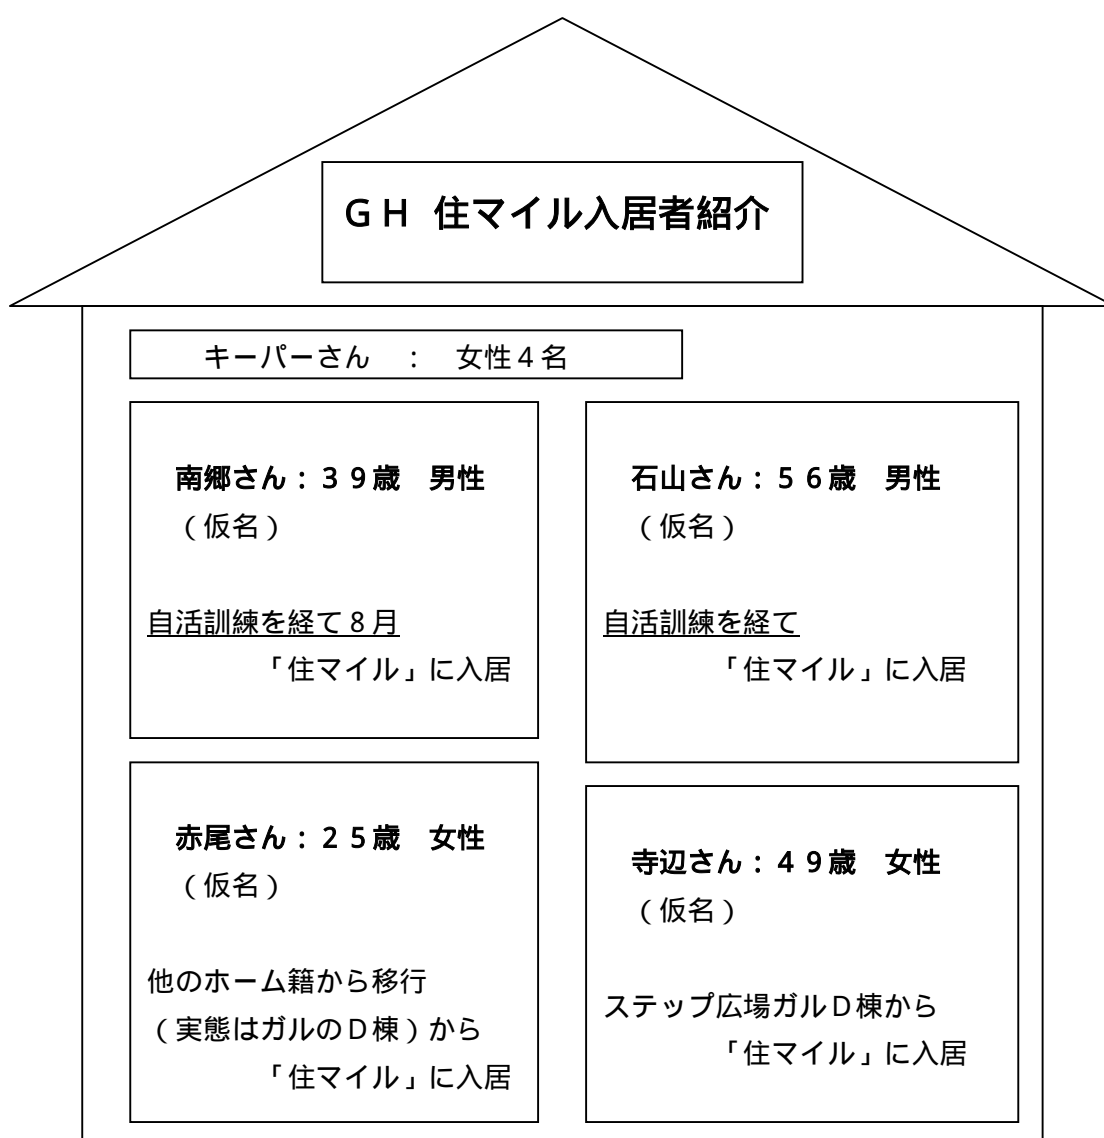 ＧＨ 住マイル入居者紹介
キーパーさん　：　女性４名
南郷さん：３９歳　男性
（仮名）
自活訓練を経て８月
「住マイル」に入居
石山さん：５６歳　男性
（仮名）
自活訓練を経て
「住マイル」に入居
赤尾さん：２５歳　女性
（仮名）
他のホーム籍から移行
（実態はガルのＤ棟）から
「住マイル」に入居
寺辺さん：４９歳　女性
（仮名）
ステップ広場ガルＤ棟から
「住マイル」に入居